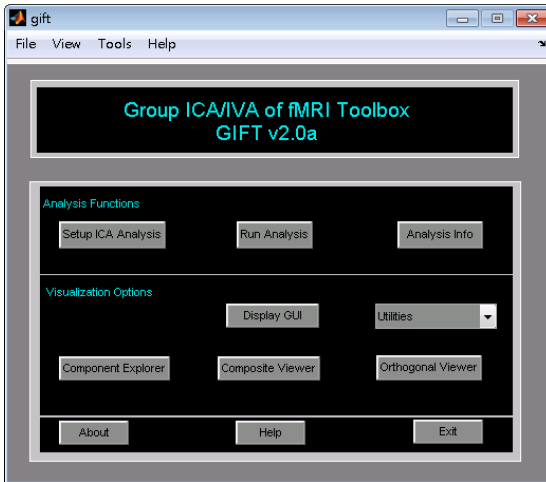 gift
File View Tools Help
Group ICA/IVA of fMRI Toolbox
GIFT v2.0a
Analysis Functions
Setup ICA Analysis Run Analysis Analysis Info
Visualization Options
Display GUI Utilities
Component Explorer Composite Viewer Orthogonal Viewer
About Help Exit